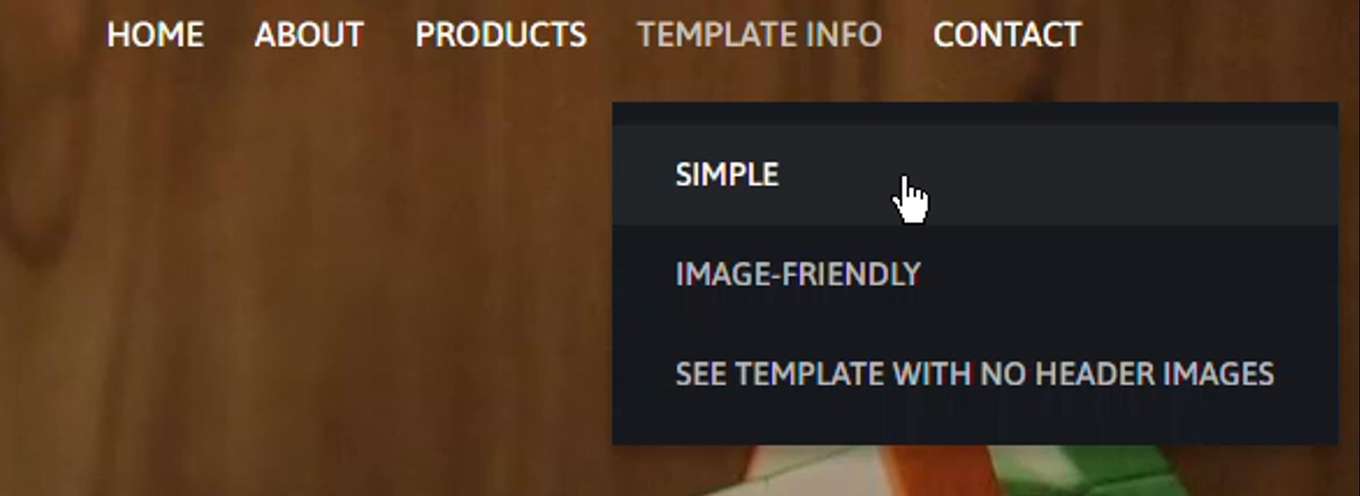 HOME ABOUT PRODUCTS TEMPLATE INFO CONTACT
SIMPLE
IMAGE-FRIENDLY
SEE TEMPLATE WITH NO HEADER IMAGES